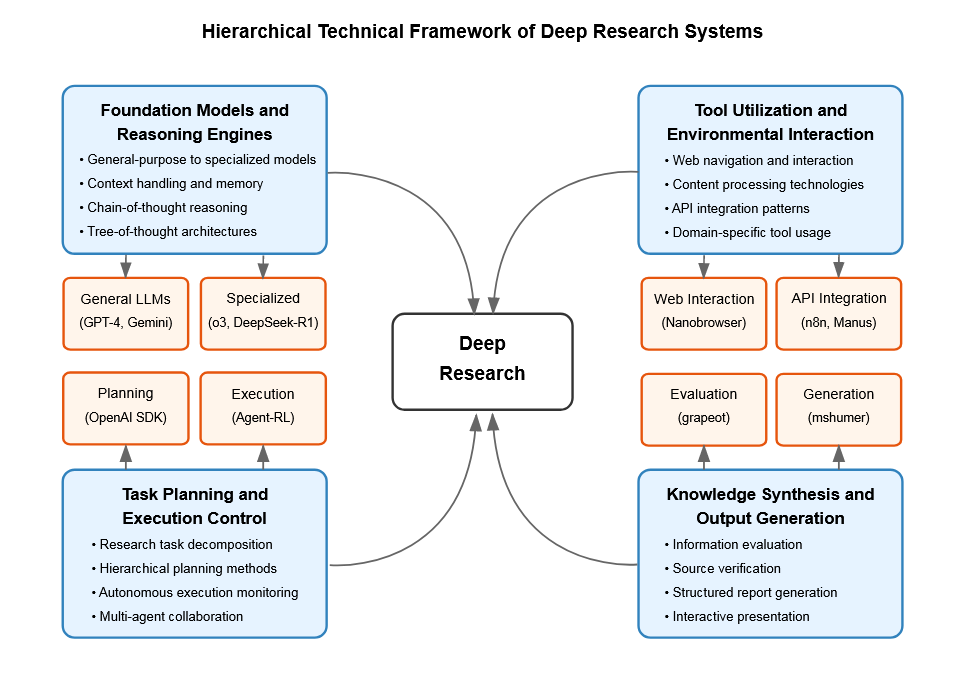 Hierarchical Technical Framework of Deep Research Systems
Foundation Models and
Reasoning Engines
• General-purpose to specialized models
• Context handling and memory
• Chain-of-thought reasoning
• Tree-of-thought architectures
Tool Utilization and
Environmental Interaction
• Web navigation and interaction
• Content processing technologies
• API integration patterns
• Domain-specific tool usage
General LLMs
(GPT-4, Gemini)
Specialized
(o3, DeepSeek-R1)
Web Interaction
(Nanobrowser)
API Integration
(n8n, Manus)
Deep
Research
Planning
(OpenAI SDK)
Execution
(Agent-RL)
Evaluation
(grapeot)
Generation
(mshumer)
Task Planning and
Execution Control
• Research task decomposition
• Hierarchical planning methods
• Autonomous execution monitoring
• Multi-agent collaboration
Knowledge Synthesis and
Output Generation
• Information evaluation
• Source verification
• Structured report generation
• Interactive presentation